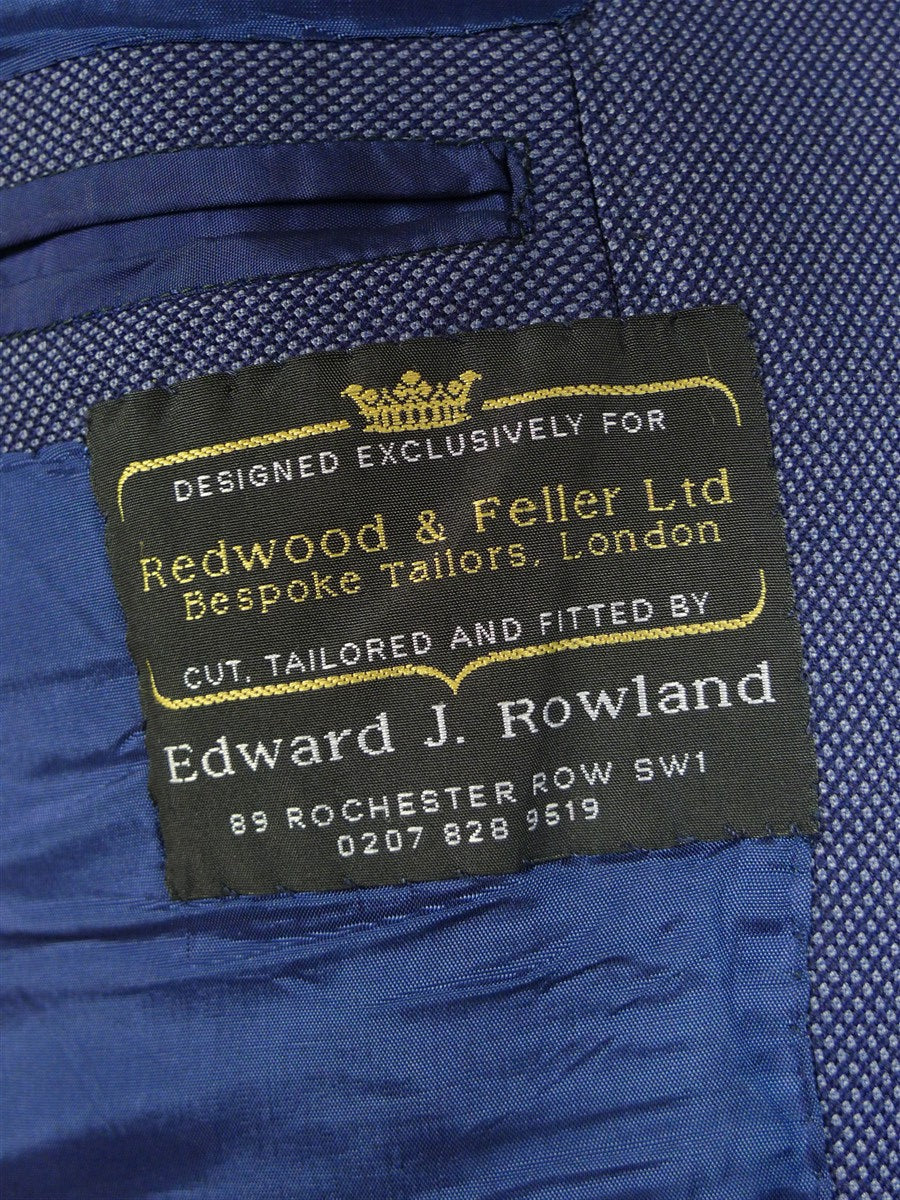 DESIGNED EXCLUSIVELY FOR
Redwood & Feller Ltd
Bespoke Tailors, London
CUT, TAILORED AND FITTED BY
Edward J. Rowland
89 ROCHESTER ROW SW1
0207 828 9519